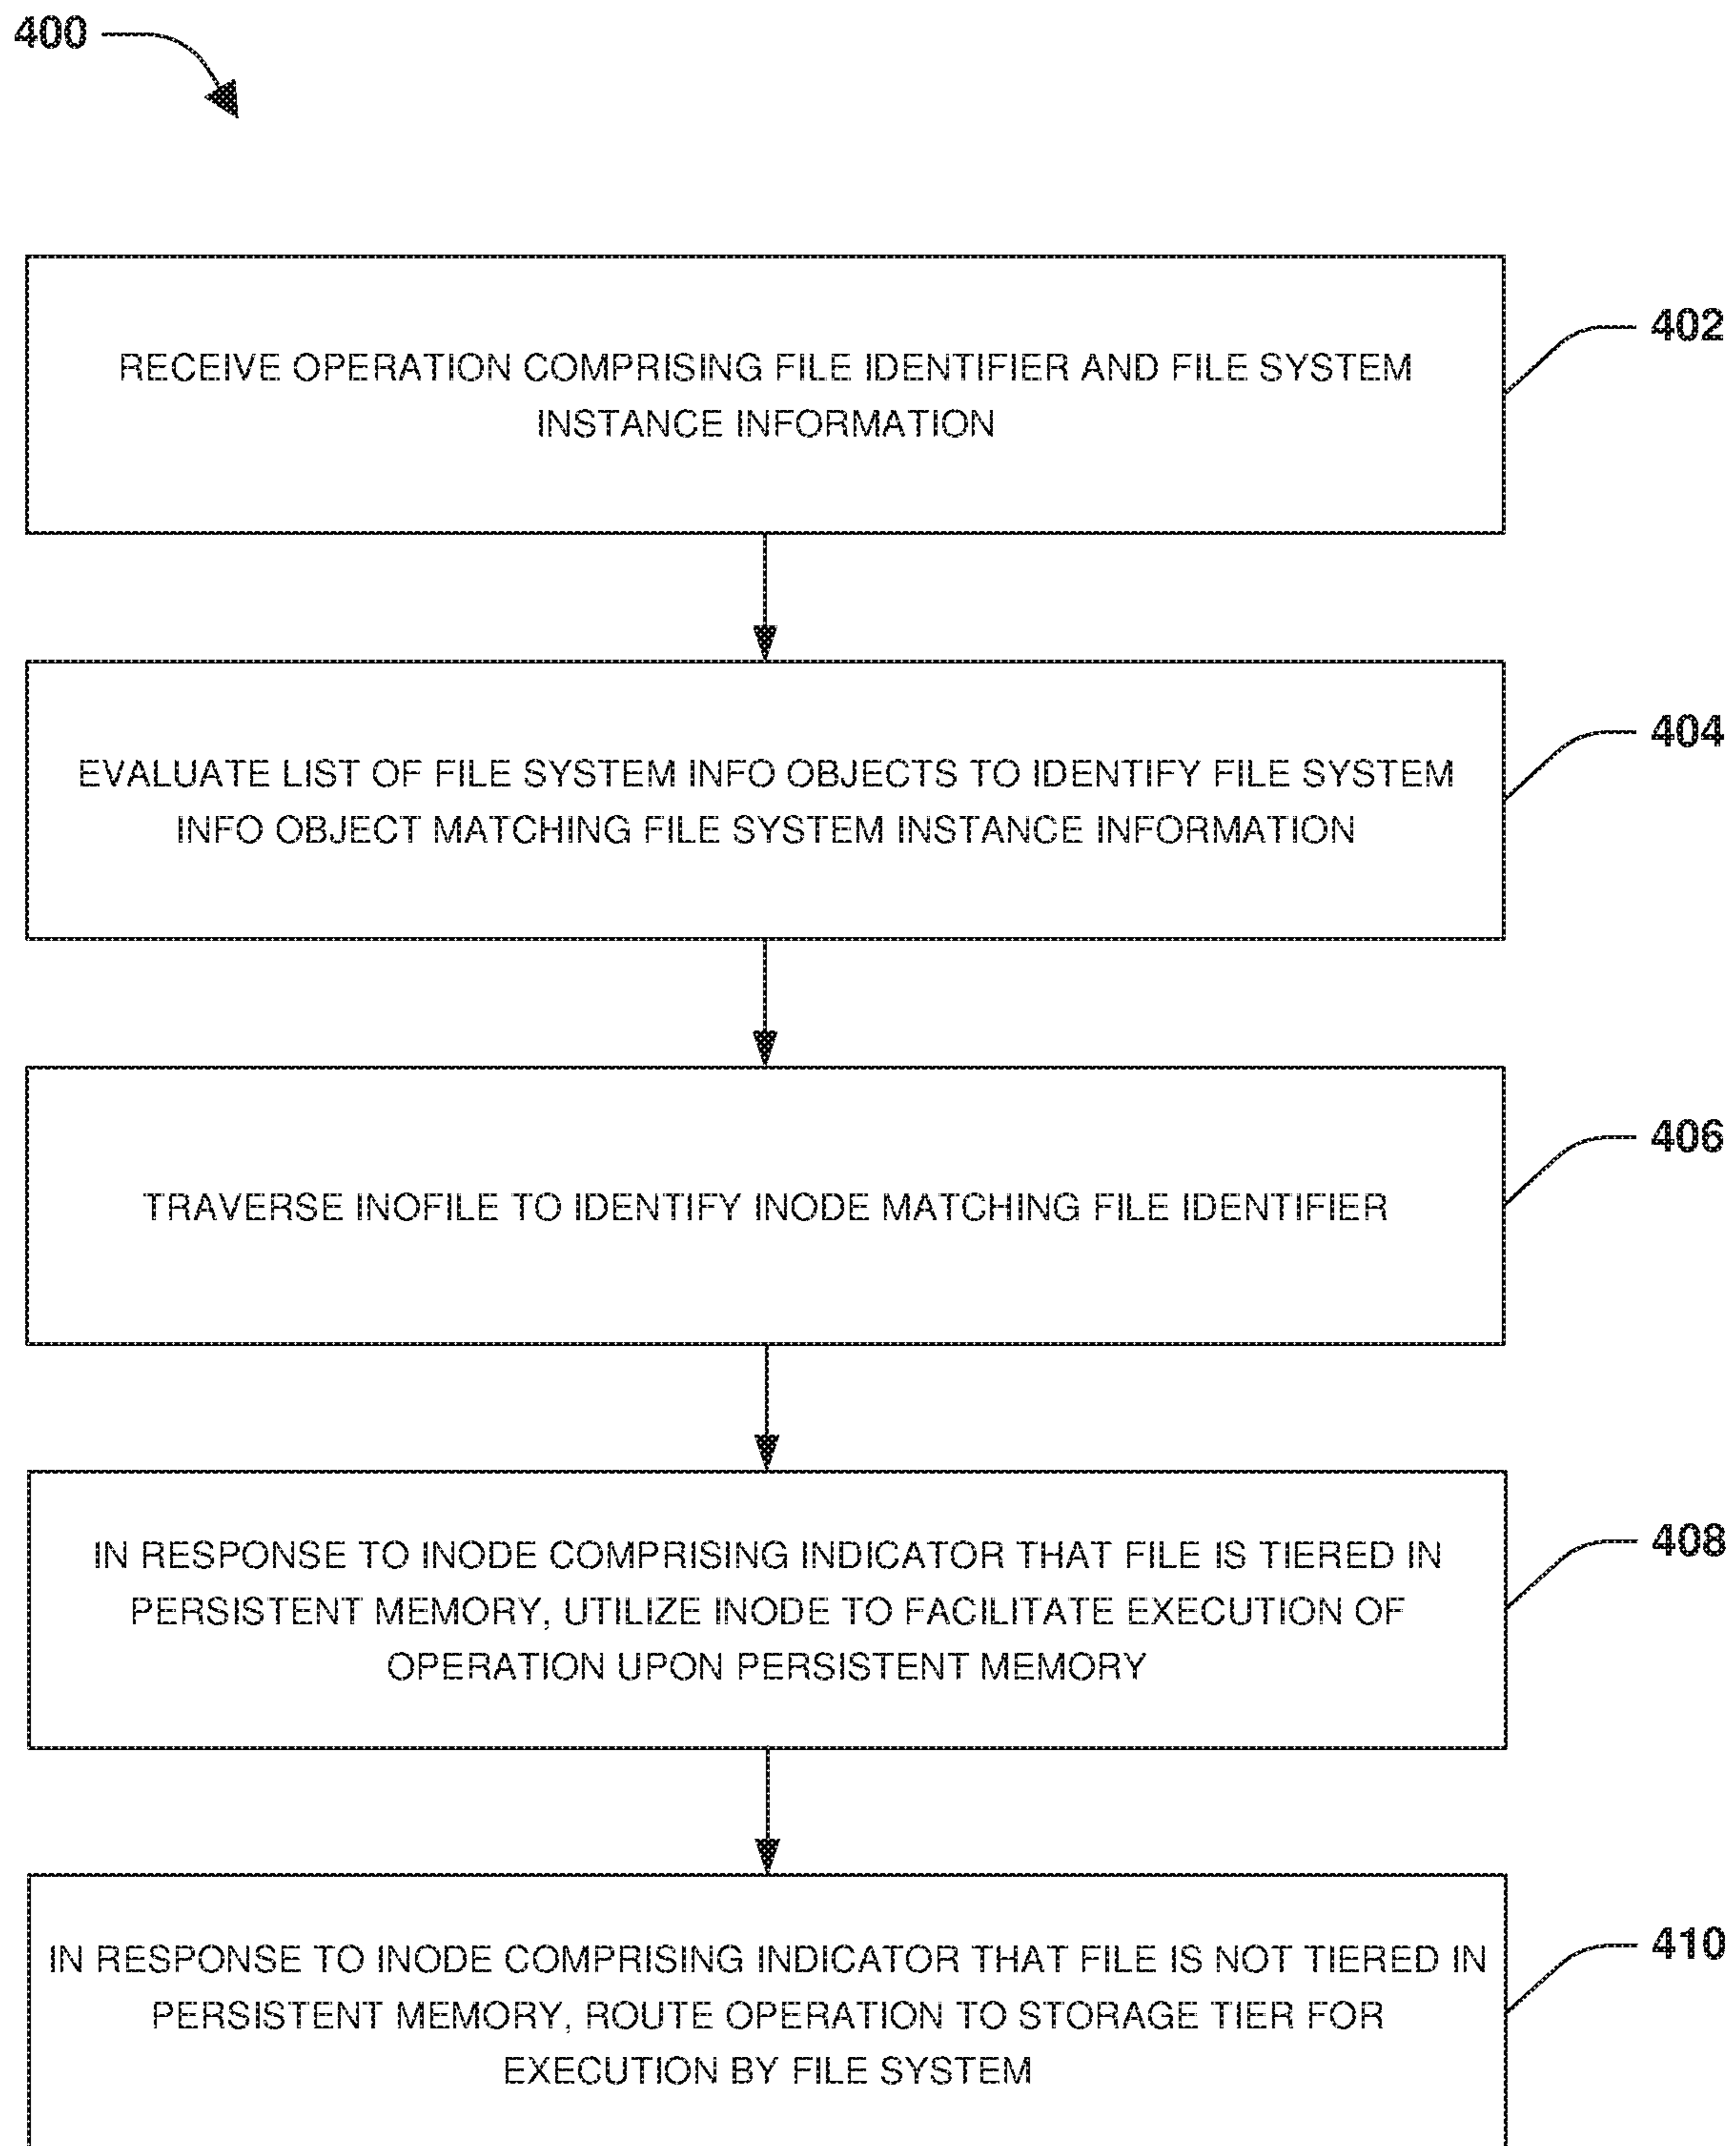 400
RECEIVE OPERATION COMPRISING FILE IDENTIFIER AND FILE SYSTEM
INSTANCE INFORMATION
402
EVALUATE LIST OF FILE SYSTEM INFO OBJECTS TO IDENTIFY FILE SYSTEM
INFO OBJECT MATCHING FILE SYSTEM INSTANCE INFORMATION
404
TRAVERSE INOFILE TO IDENTIFY INODE MATCHING FILE IDENTIFIER
406
IN RESPONSE TO INODE COMPRISING INDICATOR THAT FILE IS TIERED IN
PERSISTENT MEMORY, UTILIZE INODE TO FACILITATE EXECUTION OF
OPERATION UPON PERSISTENT MEMORY
408
IN RESPONSE TO INODE COMPRISING INDICATOR THAT FILE IS NOT TIERED IN
PERSISTENT MEMORY, ROUTE OPERATION TO STORAGE TIER FOR
EXECUTION BY FILE SYSTEM
410